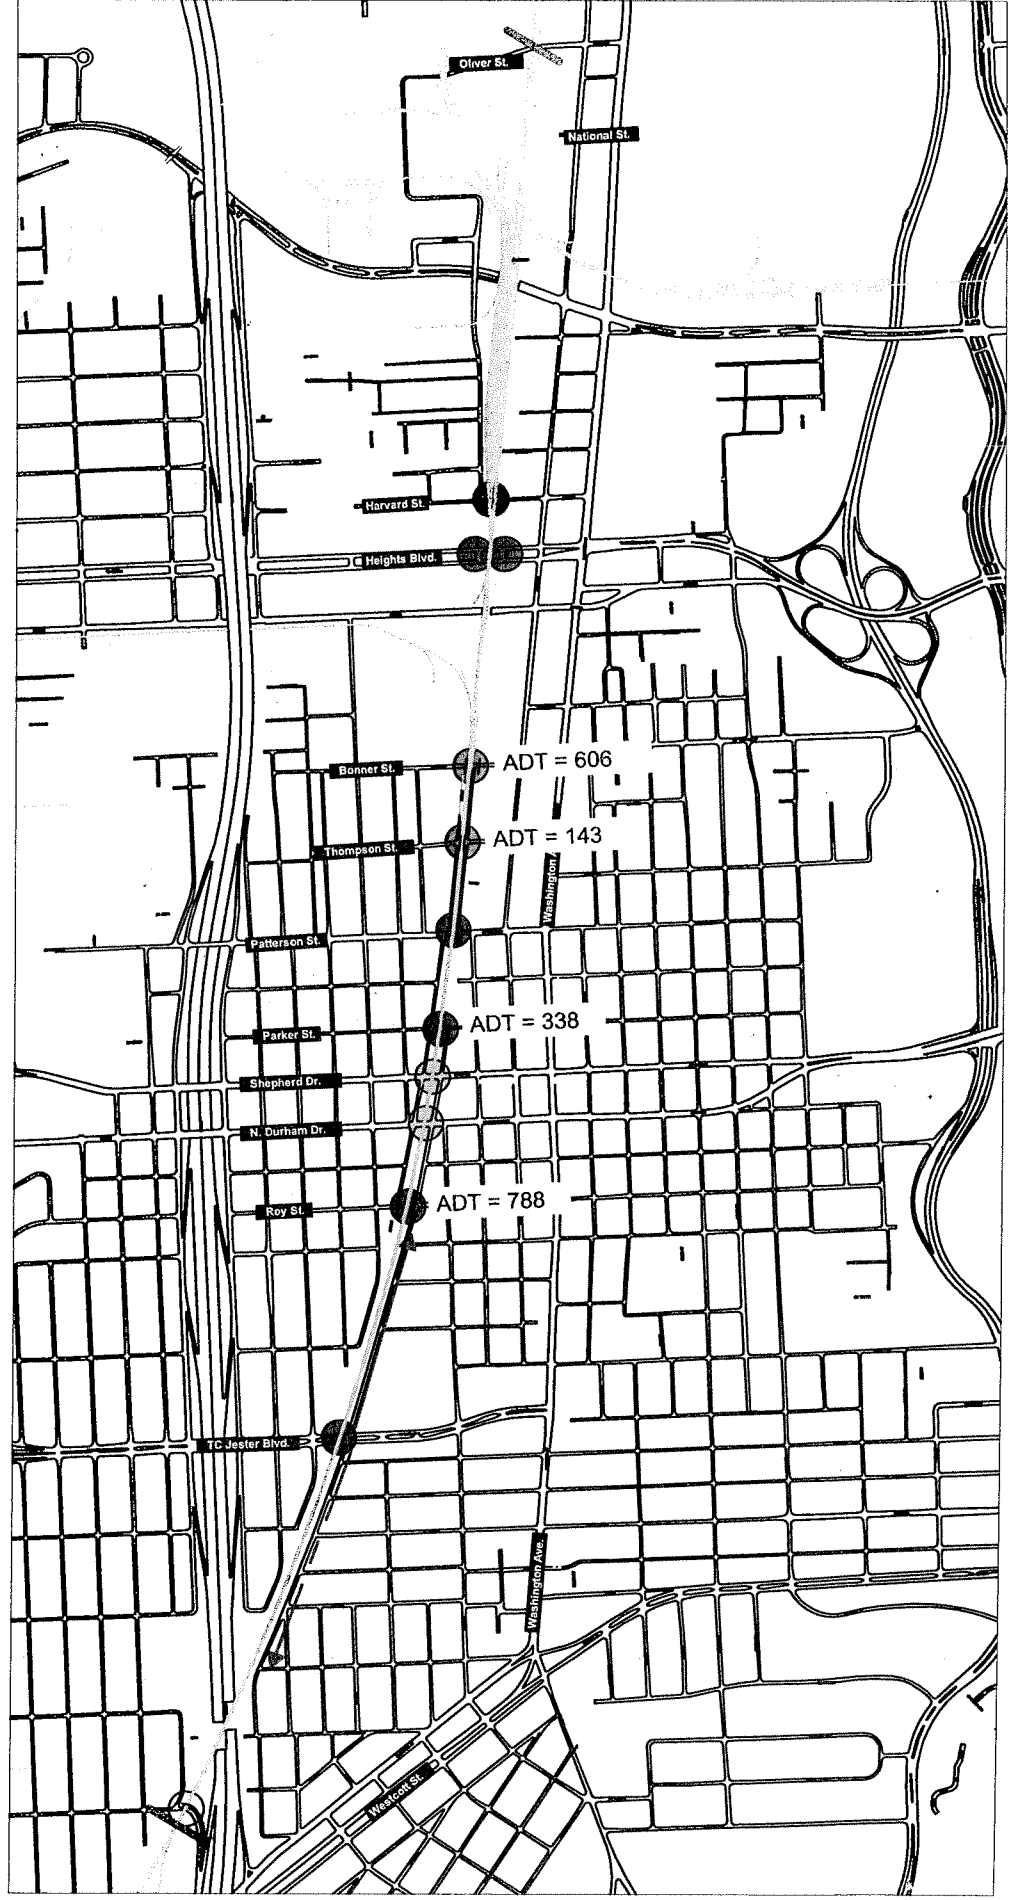 Oliver St.
National St.
Harvard St.
Heights Blvd.
Bonner St.
ADT = 606
Thompson St.
ADT = 143
Washington
Patterson St.
Parker St.
ADT = 338
Shepherd Dr.
N. Durham Dr.
Roy St.
ADT = 788
TC Jester Blvd.
Washington Ave.
Westcott St.